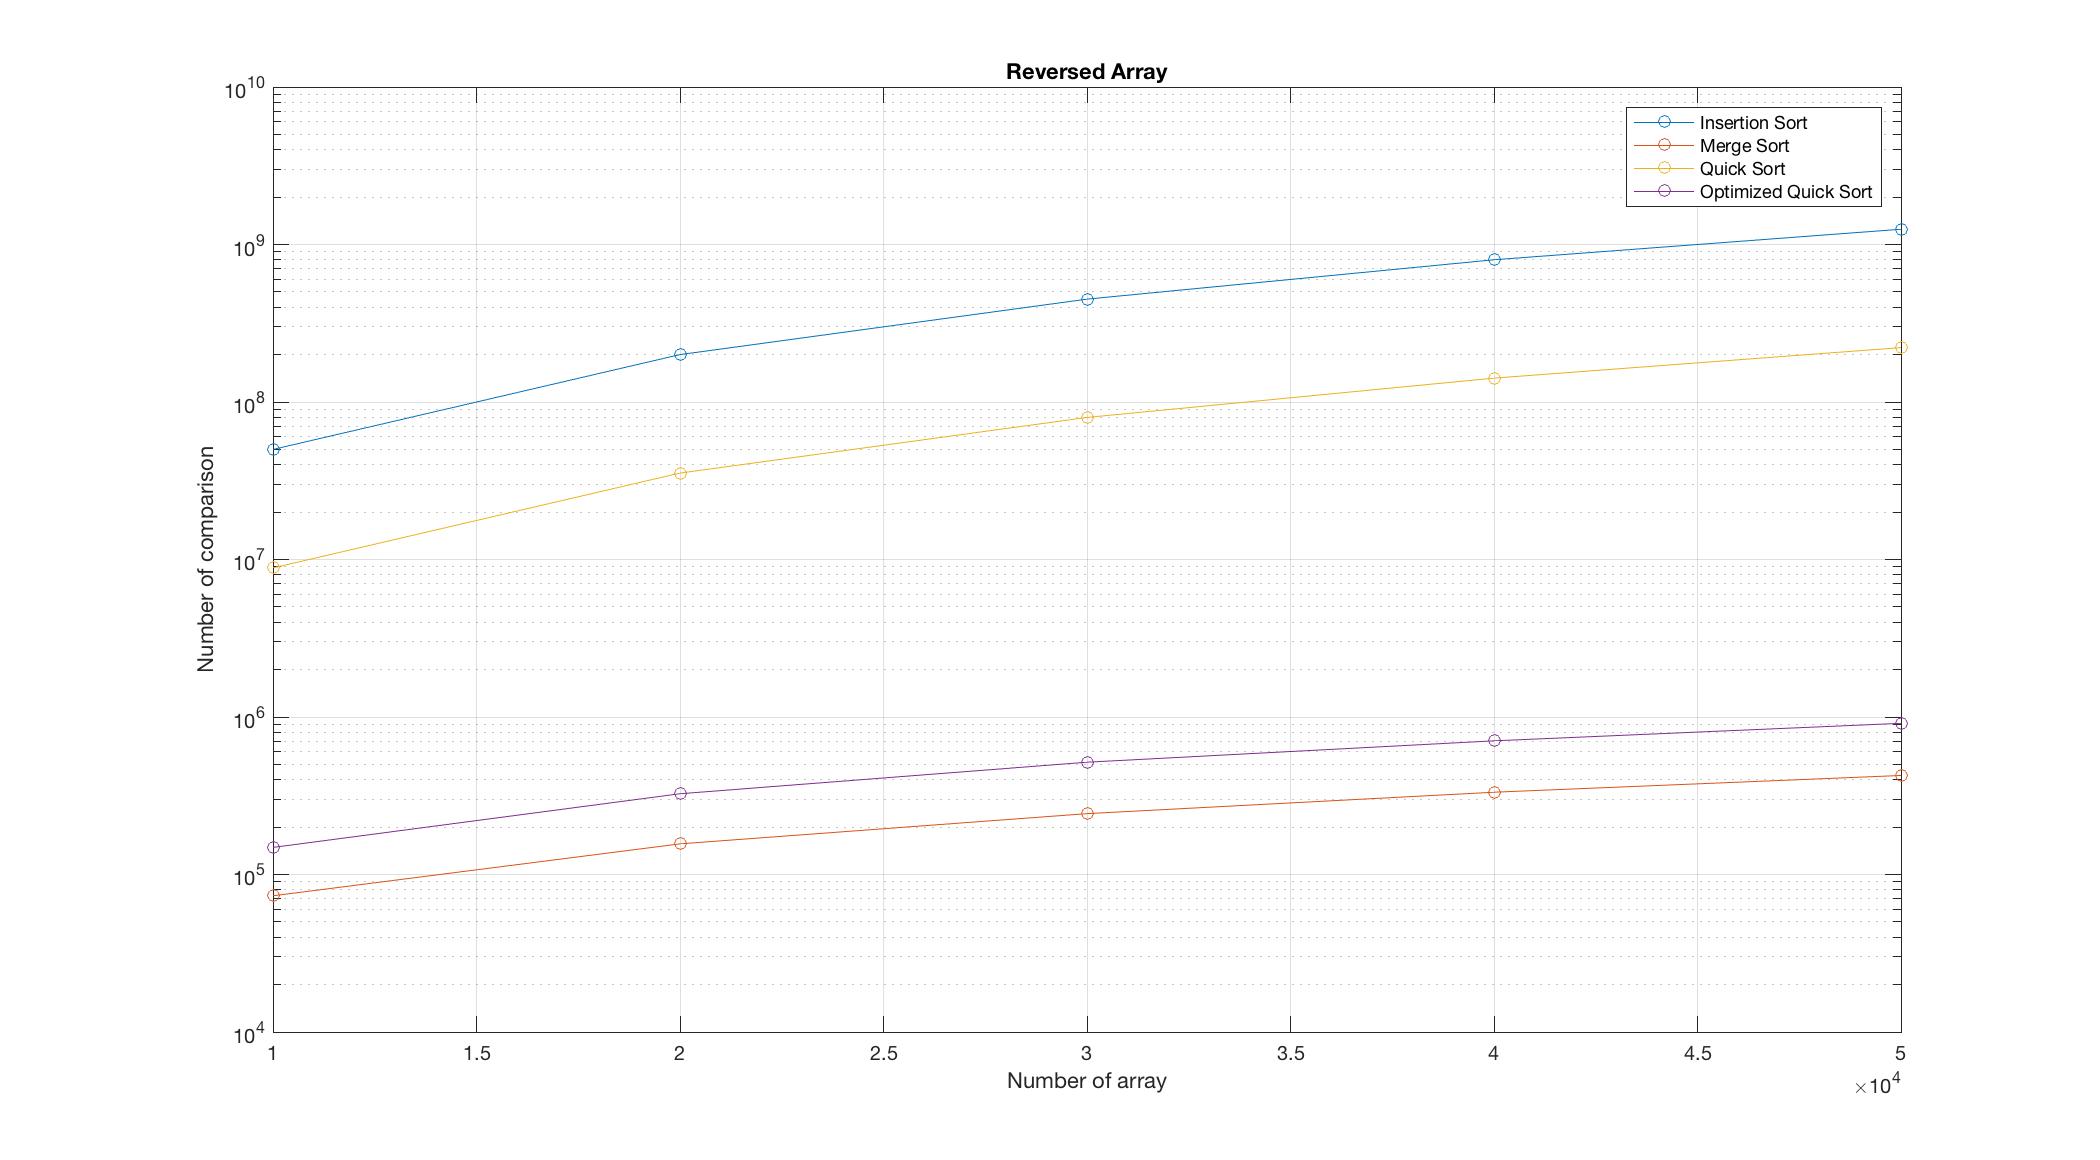 Reversed Array
10^10
10^9
10^8
10^7
10^6
10^5
10^4
Number of comparison
Insertion Sort
Merge Sort
Quick Sort
Optimized Quick Sort
1 1.5 2 2.5 3 3.5 4 4.5 5
Number of array
×10^4